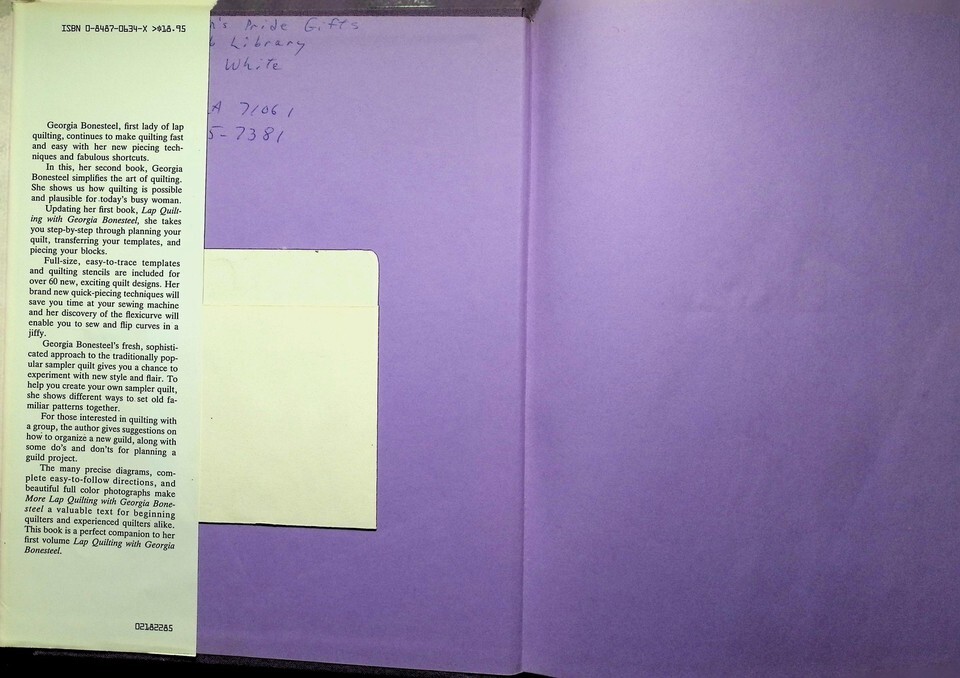 ISBN 0-8487-0634-X >$18.95
Georgia Bonesteel, first lady of lap
quilting, continues to make quilting fast
and easy with her new piecing tech-
niques and fabulous shortcuts.
In this, her second book, Georgia
Bonesteel simplifies the art of quilting.
She shows us how quilting is possible
and plausible for today's busy woman.
Updating her first book, Lap Quilt-
ing with Georgia Bonesteel, she takes
you step-by-step through planning your
quilt, transferring your templates, and
piecing your blocks.
Full-size, easy-to-trace templates
and quilting stencils are included for
over 60 new, exciting quilt designs. Her
brand new quick-piecing techniques will
save you time at your sewing machine
and her discovery of the flexicurve will
enable you to sew and flip curves in a
jiffy.
Georgia Bonesteel's fresh, sophisti-
cated approach to the traditionally pop-
ular sampler quilt gives you a chance to
experiment with new style and flair. To
help you create your own sampler quilt,
she shows different ways to set old fa-
miliar patterns together.
For those interested in quilting with
a group, the author gives suggestions on
how to organize a new guild, along with
some do's and don'ts for planning a
guild project.
The many precise diagrams, com-
plete easy-to-follow directions, and
beautiful full color photographs make
More Lap Quilting with Georgia Bone-
steel a valuable text for beginning
quilters and experienced quilters alike.
This book is a perfect companion to her
first volume Lap Quilting with Georgia
Bonesteel.
02182285
n's Pride Gifts
Library
White
A 71061
5-7381